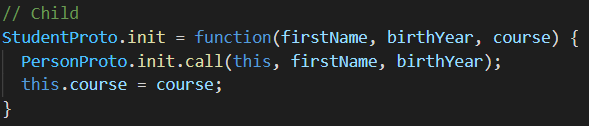 // Child
StudentProto.init = function(firstName, birthYear, course) {
  PersonProto.init.call(this, firstName, birthYear);
  this.course = course;
}